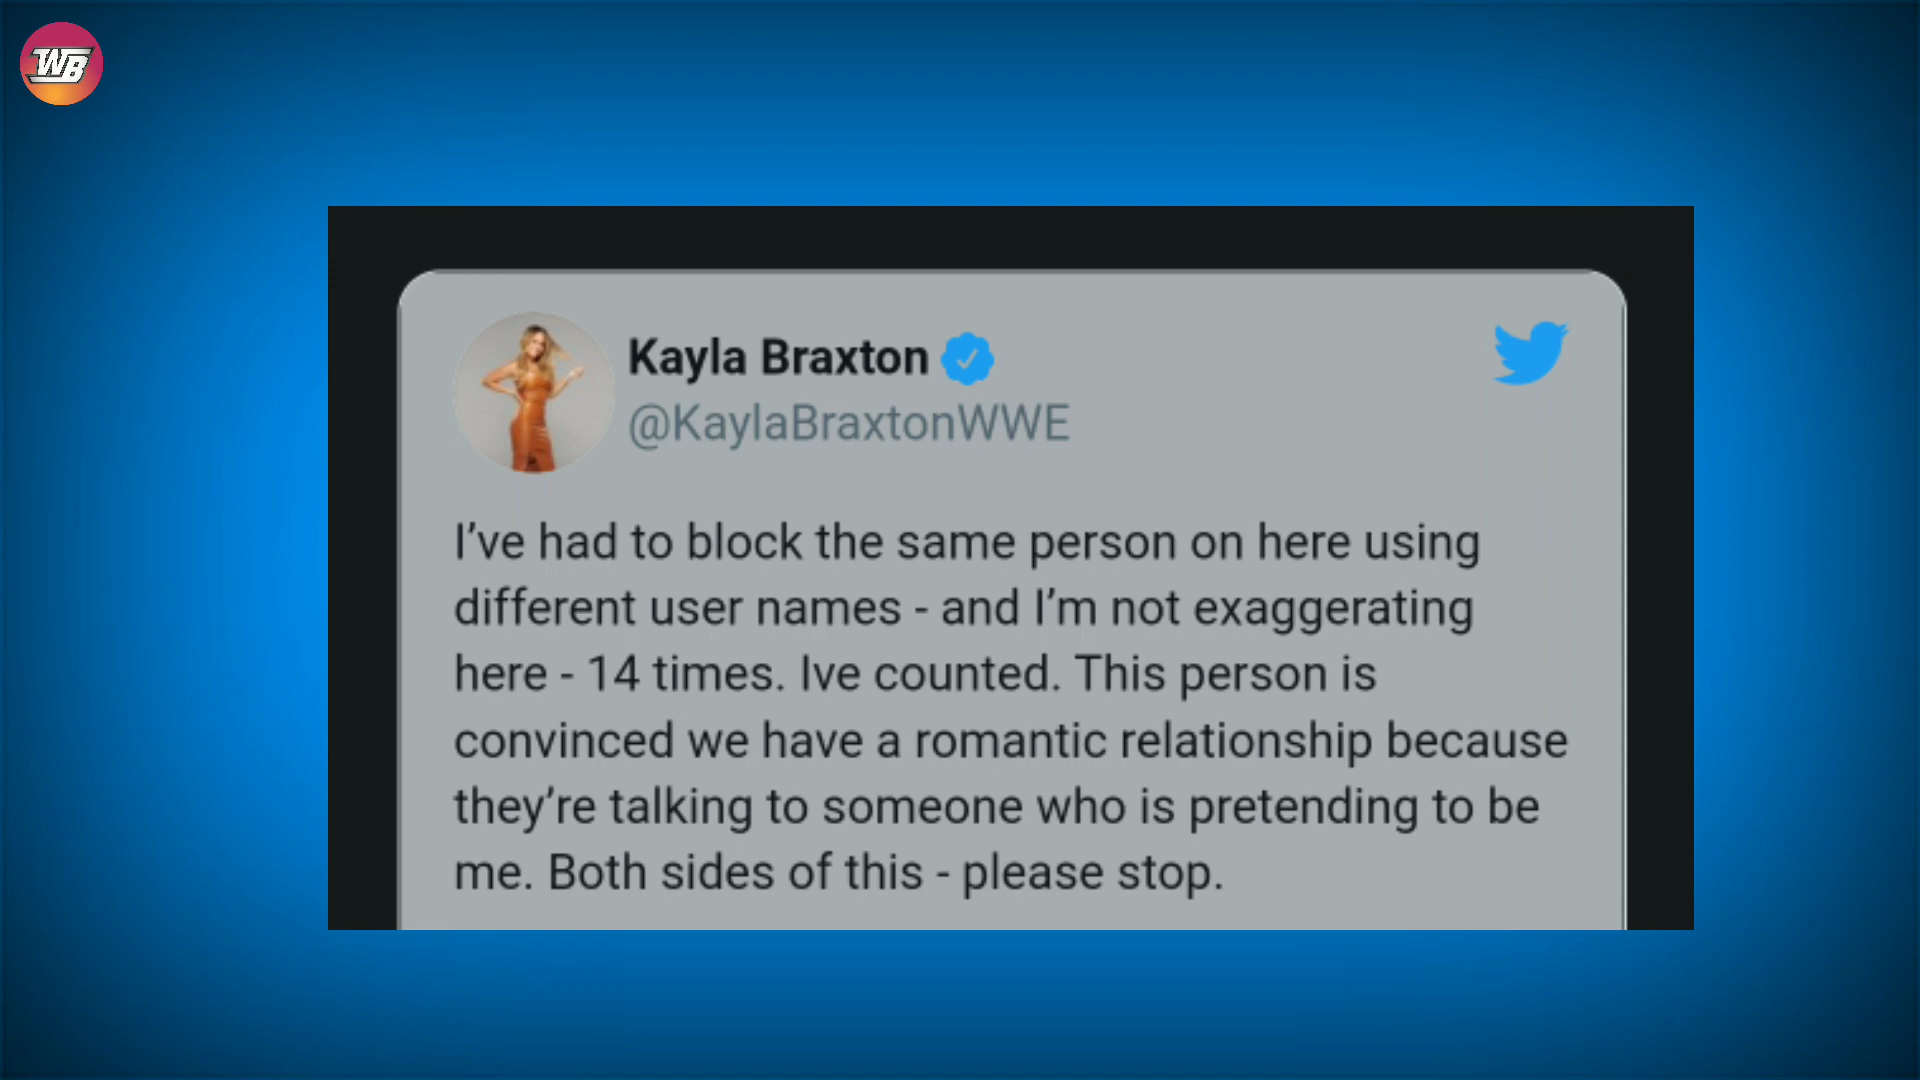 WB
Kayla Braxton
@KaylaBraxtonWWE
I’ve had to block the same person on here using
different user names - and I’m not exaggerating
here - 14 times. Ive counted. This person is
convinced we have a romantic relationship because
they’re talking to someone who is pretending to be
me. Both sides of this - please stop.